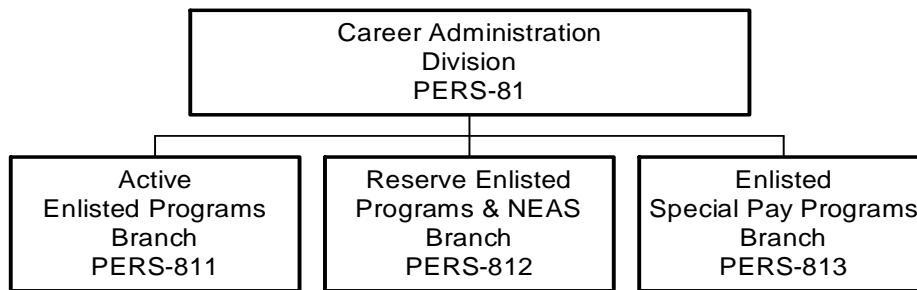 Career Administration
Division
PERS-81
Active
Enlisted Programs
Branch
PERS-811
Reserve Enlisted
Programs & NEAS
Branch
PERS-812
Enlisted
Special Pay Programs
Branch
PERS-813